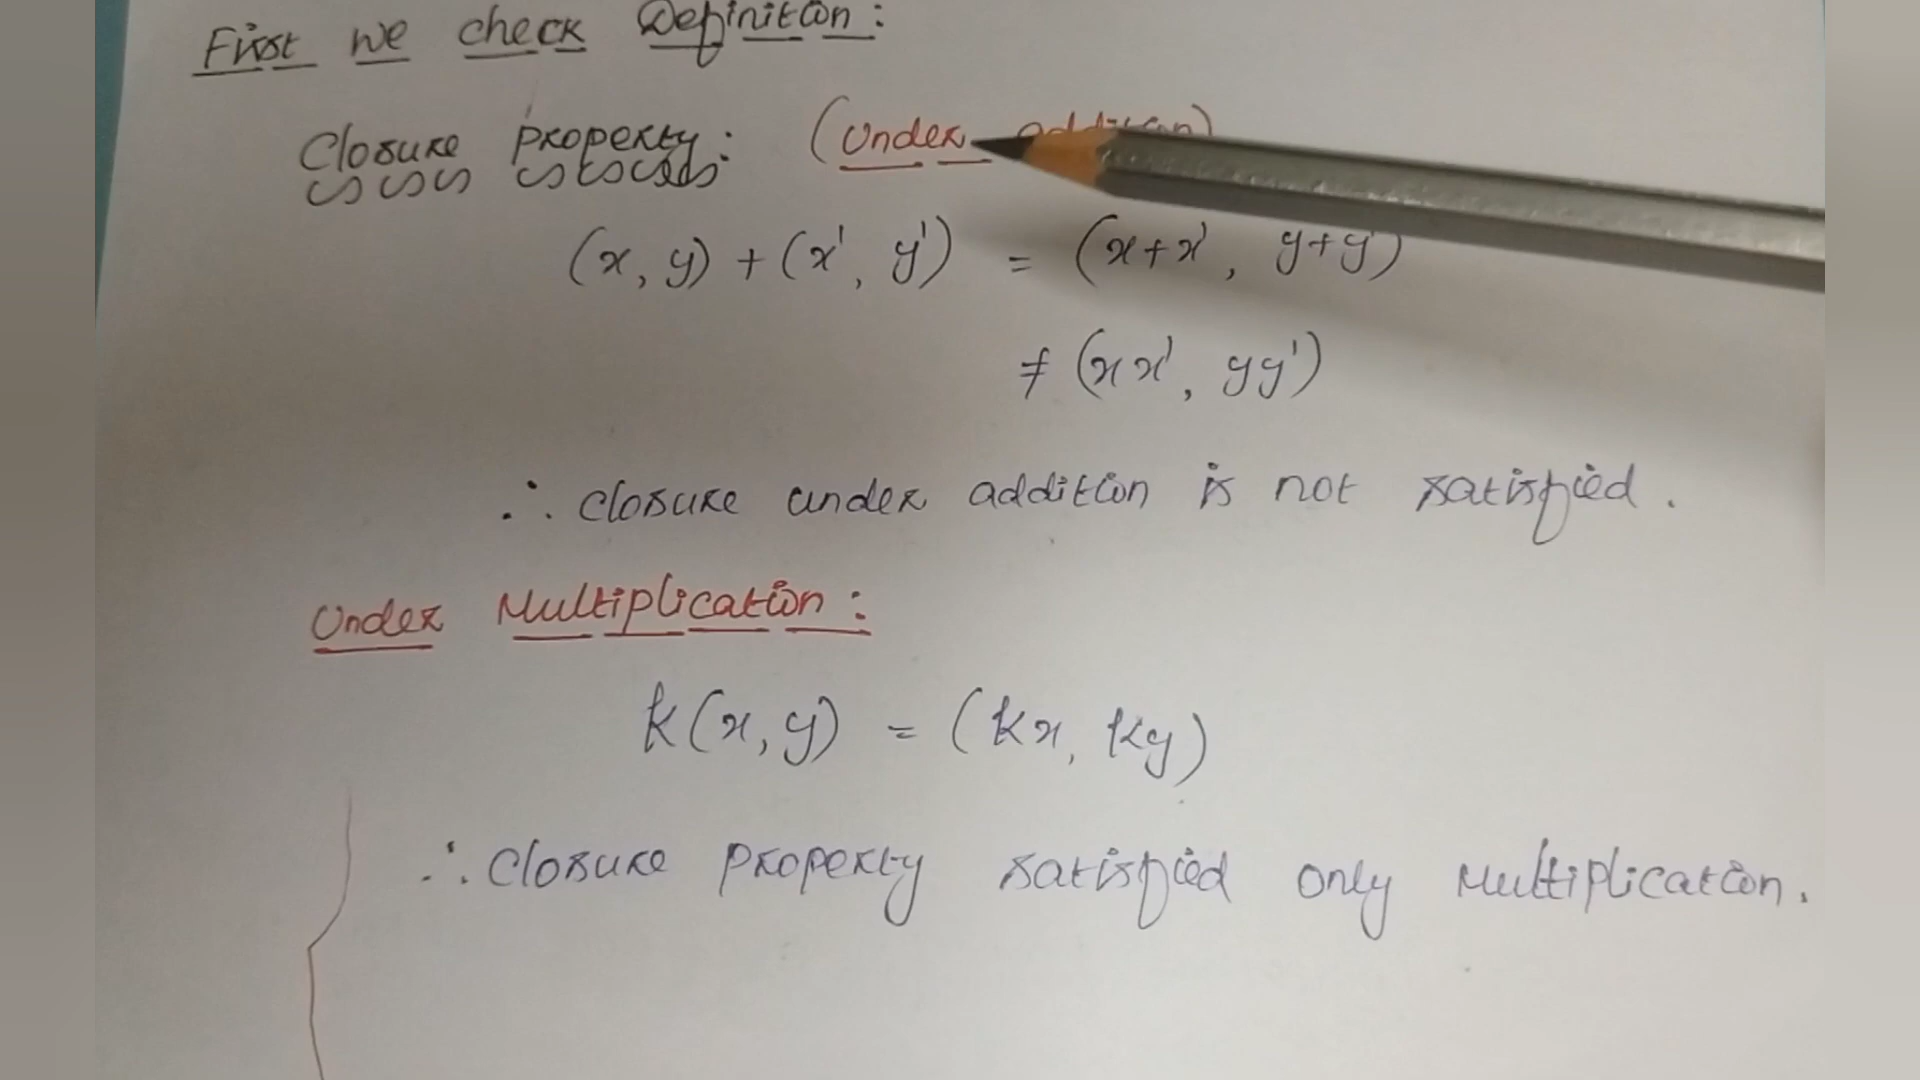 First we check Definition:
Closure property: (Under addition)
(x, y) + (x', y') = (x+x', y+y')
≠ (xx', yy')
∴ closure under addition is not satisfied.
Under Multiplication:
k(x, y) = (kx, ky)
∴ closure property satisfied only multiplication.